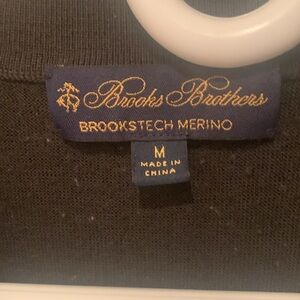 Brooks Brothers
BROOKSTECH MERINO
M
MADE IN
CHINA